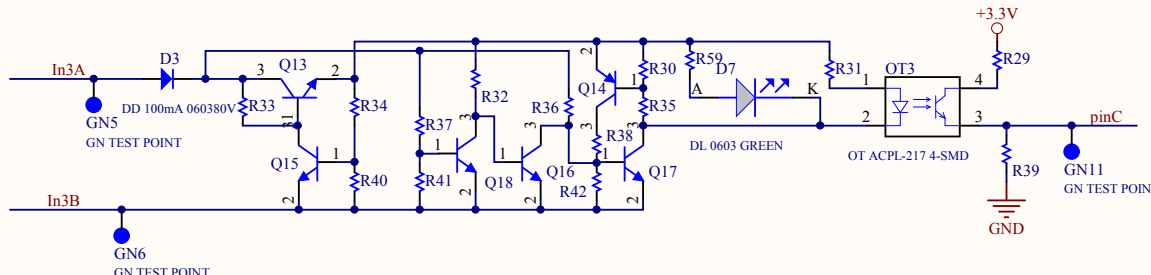 +3.3V
In3A
D3
3
Q13
2
2
Q14
1
R30
R59
D7
R31
OT3
R29
1
4
GN5
DD 100mA 060380V
GN TEST POINT
R33
R34
R32
R36
R35
A
K
2
3
pinC
31
R37
3
3
R38
3
DL 0603 GREEN
OT ACPL-217 4-SMD
GN11
GN TEST POIN
Q15
1
R40
1
R41
Q18
1
Q16
R42
1
Q17
R39
2
2
2
2
In3B
GND
GN6
GN TEST POINT